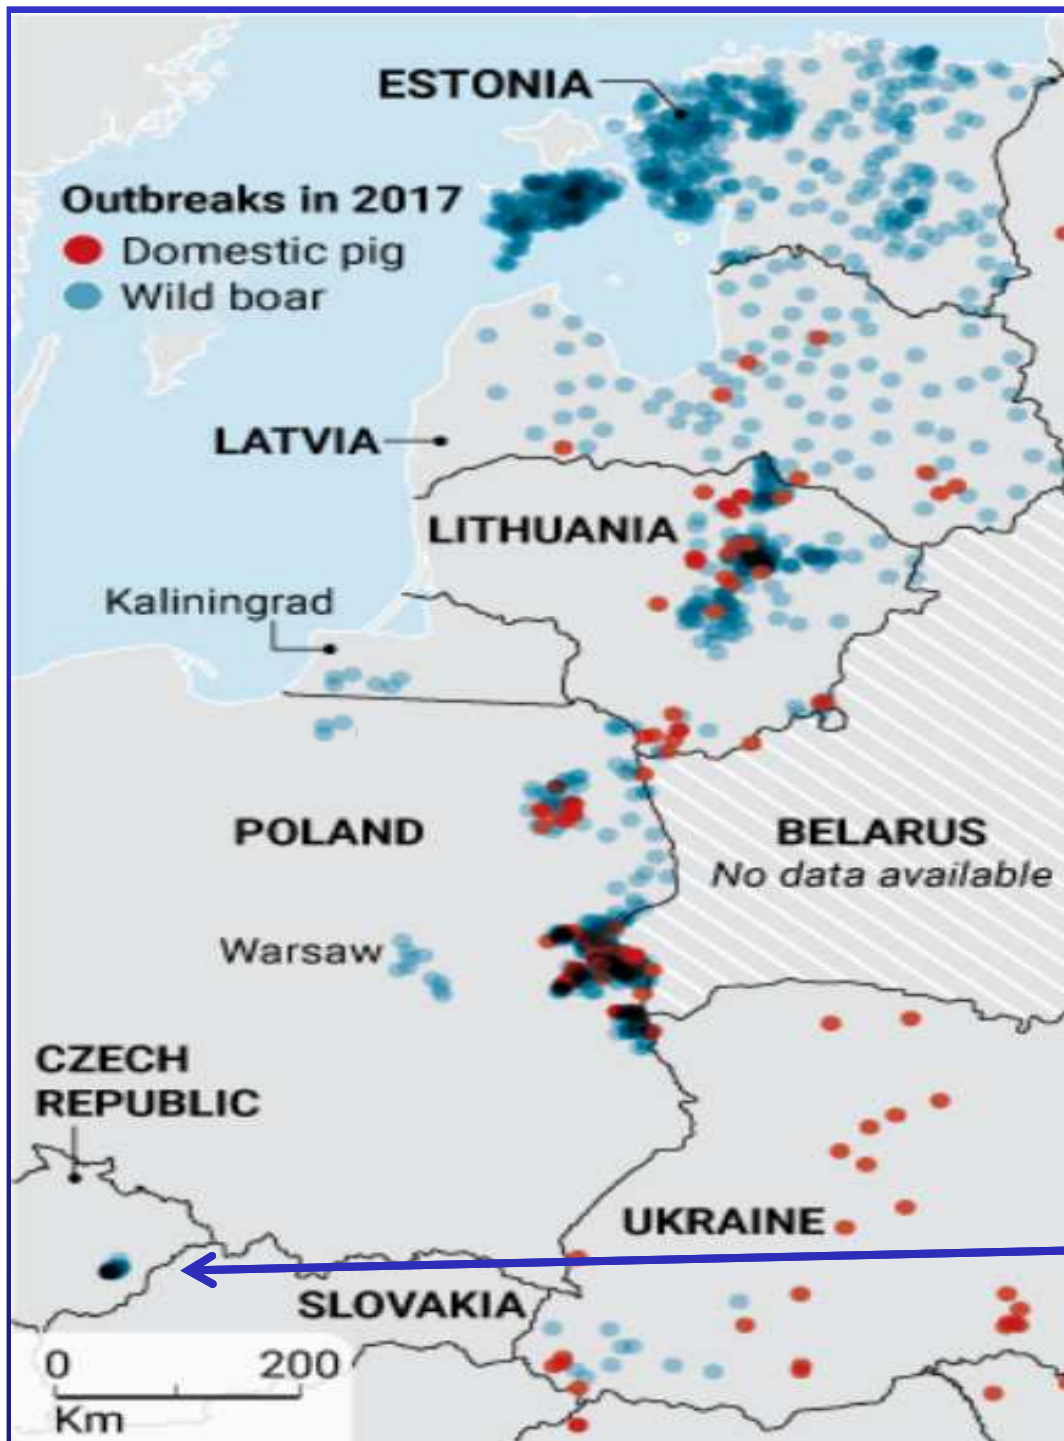 ESTONIA
Outbreaks in 2017
Domestic pig
Wild boar
LATVIA
LITHUANIA
Kaliningrad
POLAND
BELARUS
No data available
Warsaw
CZECH
REPUBLIC
UKRAINE
SLOVAKIA
0 200
Km